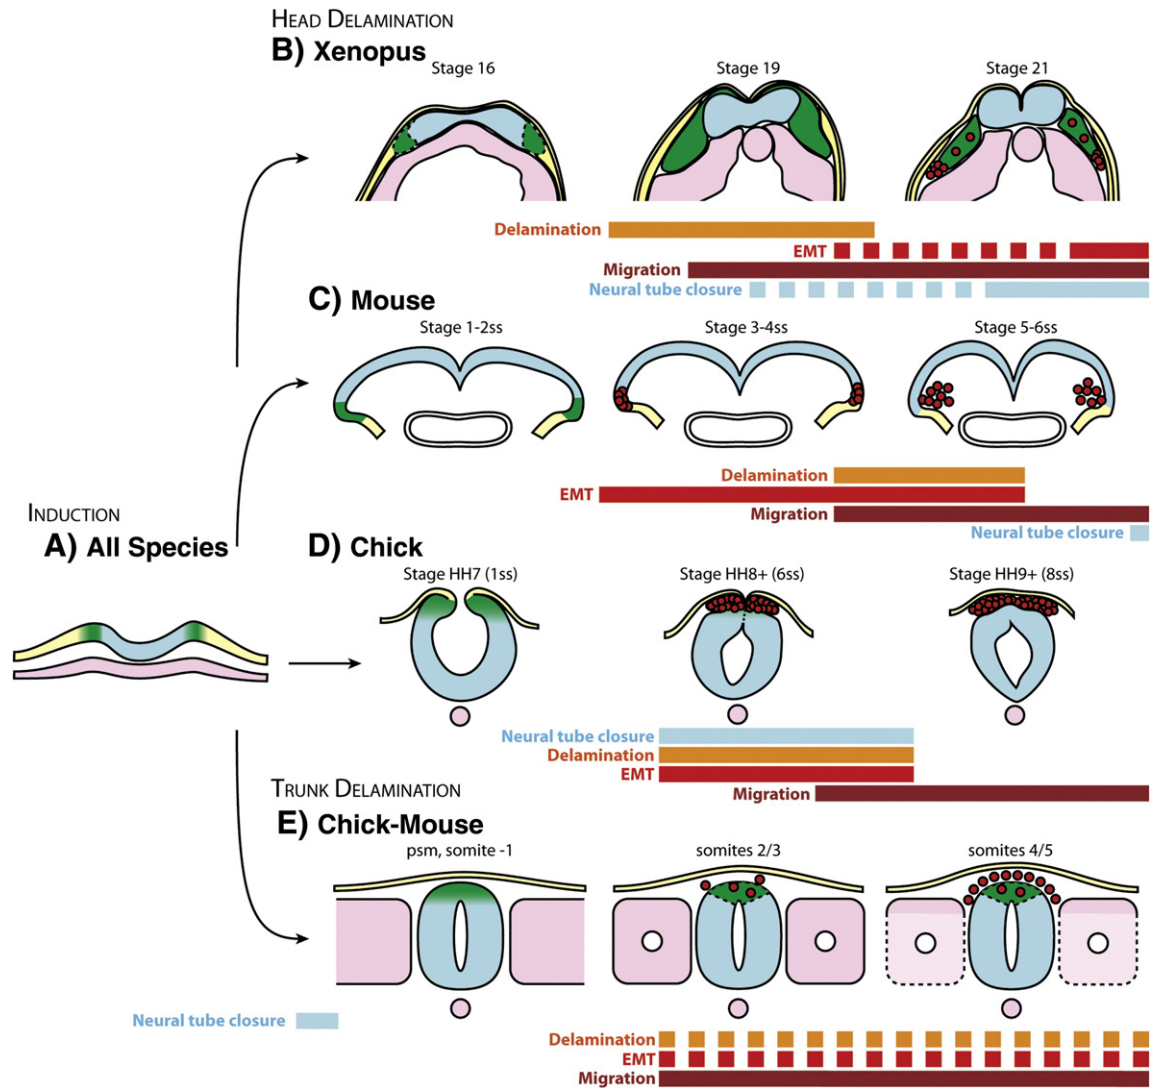 HEAD DELAMINATION
B) Xenopus
Stage 16
Stage 19
Stage 21
Delamination
EMT
Migration
Neural tube closure
C) Mouse
Stage 1-2ss
Stage 3-4ss
Stage 5-6ss
Delamination
EMT
Migration
Neural tube closure
INDUCTION
A) All Species
D) Chick
Stage HH7 (1ss)
Stage HH8+ (6ss)
Stage HH9+ (8ss)
Neural tube closure
Delamination
EMT
Migration
TRUNK DELAMINATION
E) Chick-Mouse
psm, somite -1
somites 2/3
somites 4/5
Neural tube closure
Delamination
EMT
Migration